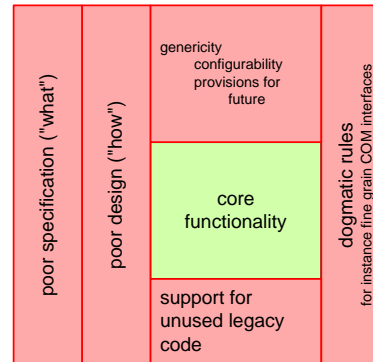 poor specification ("what")
poor design ("how")
genericity
configurability
provisions for
future
core
functionality
support for
unused legacy
code
dogmatic rules
for instance fine grain COM interfaces